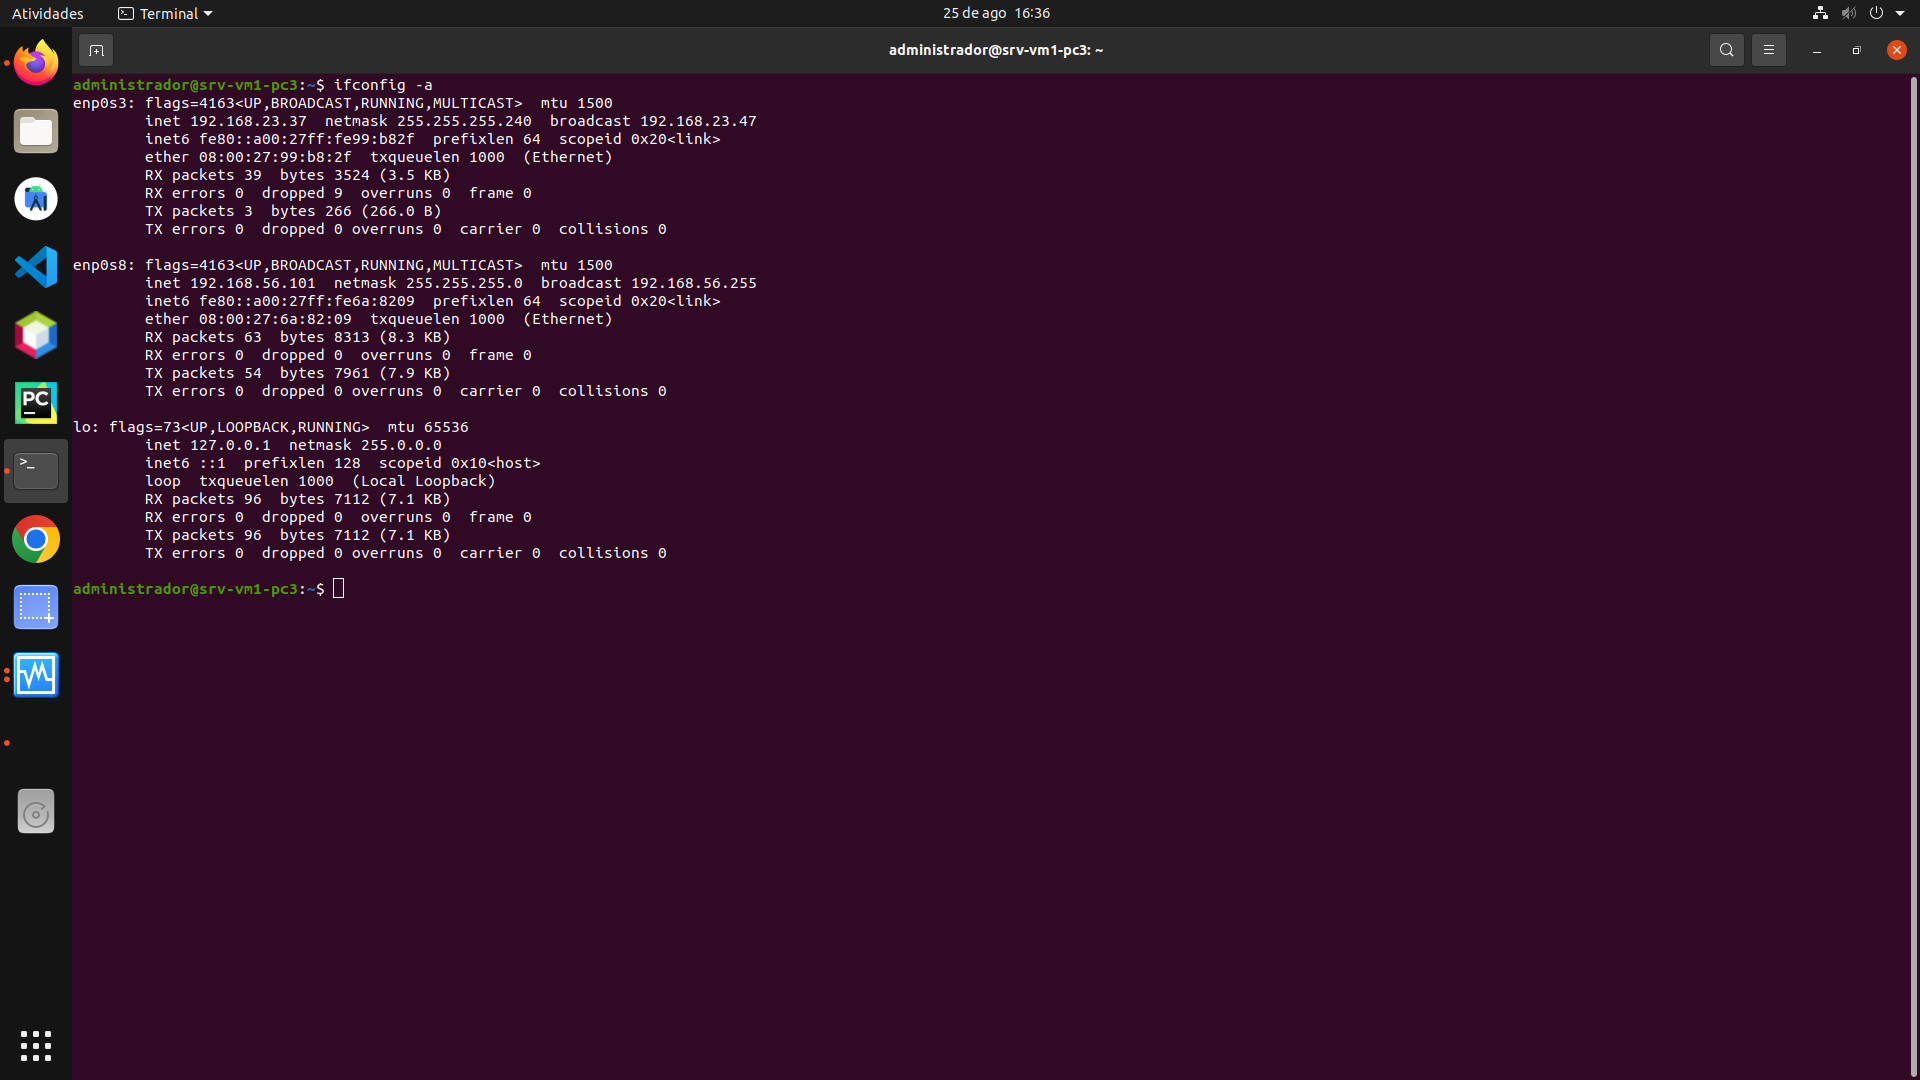 Atividades
Terminal
25 de ago 16:36
administrador@srv-vm1-pc3: ~
administrador@srv-vm1-pc3:~$ ifconfig -a
enp0s3: flags=4163<UP,BROADCAST,RUNNING,MULTICAST>  mtu 1500
        inet 192.168.23.37  netmask 255.255.255.240  broadcast 192.168.23.47
        inet6 fe80::a00:27ff:fe99:b82f  prefixlen 64  scopeid 0x20<link>
        ether 08:00:27:99:b8:2f  txqueuelen 1000  (Ethernet)
        RX packets 39  bytes 3524 (3.5 KB)
        RX errors 0  dropped 9  overruns 0  frame 0
        TX packets 3  bytes 266 (266.0 B)
        TX errors 0  dropped 0 overruns 0  carrier 0  collisions 0
enp0s8: flags=4163<UP,BROADCAST,RUNNING,MULTICAST>  mtu 1500
        inet 192.168.56.101  netmask 255.255.255.0  broadcast 192.168.56.255
        inet6 fe80::a00:27ff:fe6a:8209  prefixlen 64  scopeid 0x20<link>
        ether 08:00:27:6a:82:09  txqueuelen 1000  (Ethernet)
        RX packets 63  bytes 8313 (8.3 KB)
        RX errors 0  dropped 0  overruns 0  frame 0
        TX packets 54  bytes 7961 (7.9 KB)
        TX errors 0  dropped 0 overruns 0  carrier 0  collisions 0
lo: flags=73<UP,LOOPBACK,RUNNING>  mtu 65536
        inet 127.0.0.1  netmask 255.0.0.0
        inet6 ::1  prefixlen 128  scopeid 0x10<host>
        loop  txqueuelen 1000  (Local Loopback)
        RX packets 96  bytes 7112 (7.1 KB)
        RX errors 0  dropped 0  overruns 0  frame 0
        TX packets 96  bytes 7112 (7.1 KB)
        TX errors 0  dropped 0 overruns 0  carrier 0  collisions 0
administrador@srv-vm1-pc3:~$
PC